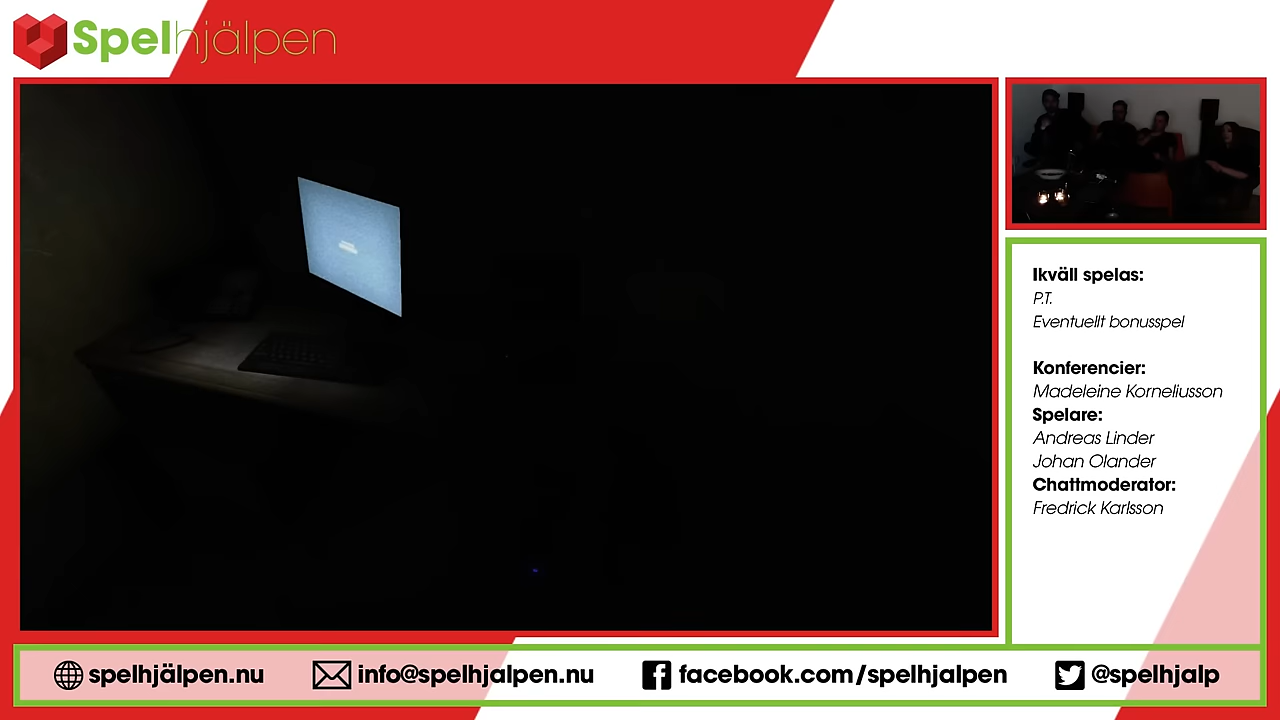 Spelhjälpen
Ikväll spelas:
P.T.
Eventuellt bonusspel
Konferencier:
Madeleine Korneliusson
Spelare:
Andreas Linder
Johan Olander
Chattmoderator:
Fredrick Karlsson
spelhjälpen.nu
info@spelhjalpen.nu
facebook.com/spelhjalpen
@spelhjalp